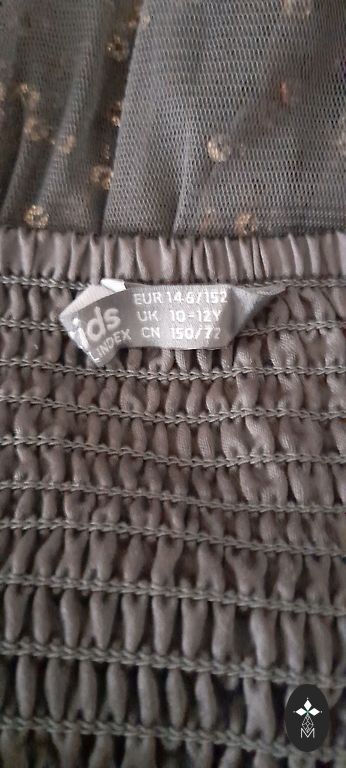 kids
LINDEX
EUR 146/152
UK 10-12Y
CN 150/72